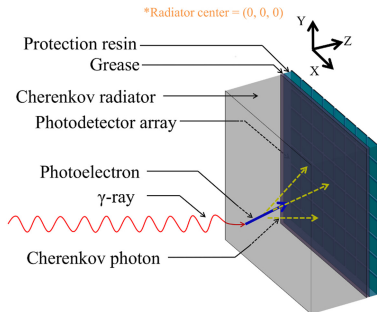 *Radiator center = (0, 0, 0)
Y
Z
X
Protection resin
Grease
Cherenkov radiator
Photodetector array
Photoelectron
γ-ray
Cherenkov photon